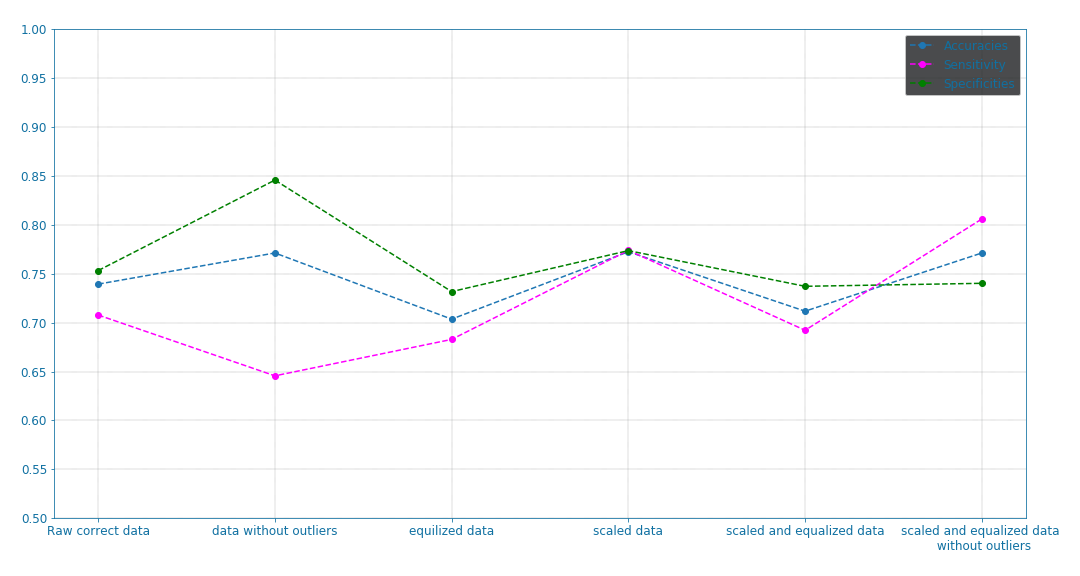 1.00
0.95
0.90
0.85
0.80
0.75
0.70
0.65
0.60
0.55
0.50
Accuracies
Sensitivity
Specificities
Raw correct data
data without outliers
equilized data
scaled data
scaled and equalized data
scaled and equalized data
without outliers